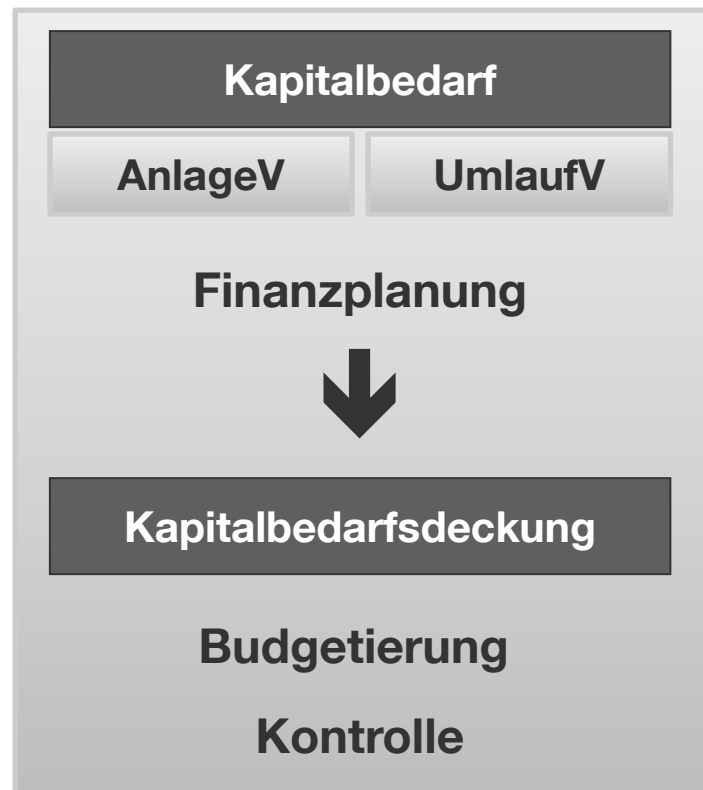 Kapitalbedarf
AnlageV UmlaufV
Finanzplanung
Kapitalbedarfsdeckung
Budgetierung
Kontrolle